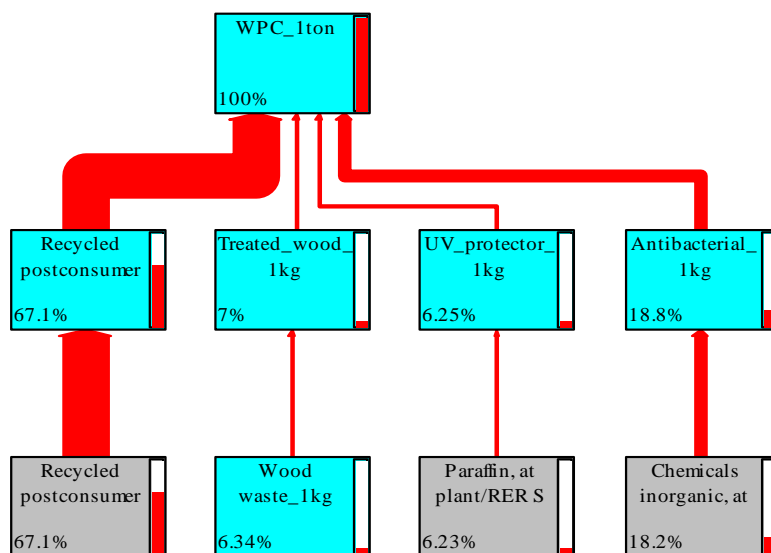 WPC_1ton
100%
Recycled
postconsumer
67.1%
Treated_wood_
1kg
7%
UV_protector_
1kg
6.25%
Antibacterial_
1kg
18.8%
Recycled
postconsumer
67.1%
Wood
waste_1kg
6.34%
Paraffin, at
plant/RER S
6.23%
Chemicals
inorganic, at
18.2%